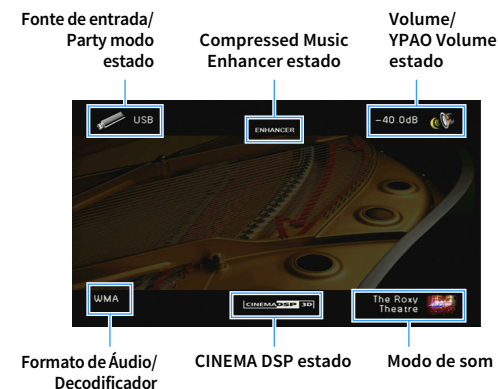 Fonte de entrada/
Party modo
estado
Compressed Music
Enhancer estado
Volume/
YPAO Volume
estado
USB
ENHANCER
-40.0dB
WMA
CINEMA DSP 3D
The Roxy
Theatre
Formato de Áudio/
Decodificador
CINEMA DSP estado
Modo de som